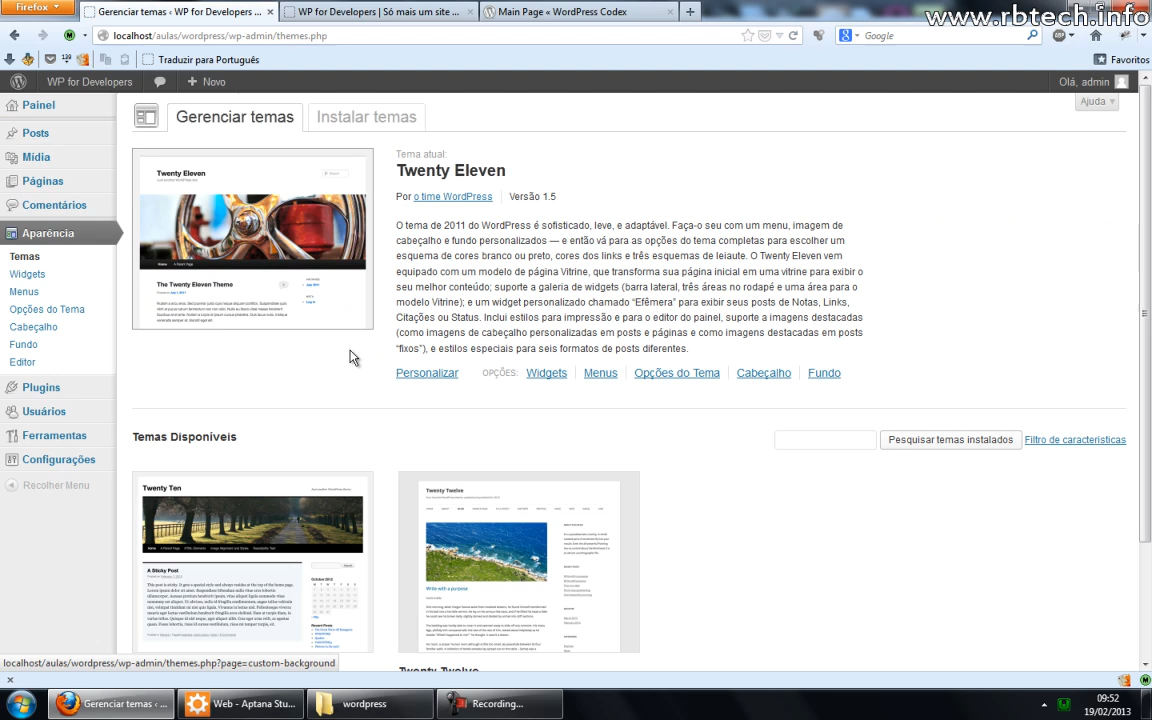 Firefox
Gerenciar temas ‹ WP for Developers ...
WP for Developers | Só mais um site ...
Main Page « WordPress Codex
www.rbtech.info
localhost/aulas/wordpress/wp-admin/themes.php
Google
Traduzir para Português
Favoritos
WP for Developers
Novo
Olá, admin
Painel
Posts
Mídia
Páginas
Comentários
Aparência
Temas
Widgets
Menus
Opções do Tema
Cabeçalho
Fundo
Editor
Plugins
Usuários
Ferramentas
Configurações
Recolher Menu
Gerenciar temas
Instalar temas
Ajuda
Twenty Eleven
The Twenty Eleven Theme
Tema atual:
Twenty Eleven
Por o time WordPress
Versão 1.5
O tema de 2011 do WordPress é sofisticado, leve, e adaptável. Faça-o seu com um menu, imagem de
cabeçalho e fundo personalizados — e então vá para as opções do tema completas para escolher um
esquema de cores branco ou preto, cores dos links e três esquemas de leiaute. O Twenty Eleven vem
equipado com um modelo de página Vitrine, que transforma sua página inicial em uma vitrine para exibir o
seu melhor conteúdo; suporte a galeria de widgets (barra lateral, três áreas no rodapé e uma área para o
modelo Vitrine); e um widget personalizado chamado “Efêmera” para exibir seus posts de Notas, Links,
Citações ou Status. Inclui estilos para impressão e para o editor do painel, suporte a imagens destacadas
(como imagens de cabeçalho personalizadas em posts e páginas e como imagens destacadas em posts
“fixos”), e estilos especiais para seis formatos de posts diferentes.
Personalizar
OPÇÕES:
Widgets
Menus
Opções do Tema
Cabeçalho
Fundo
Temas Disponíveis
Pesquisar temas instalados
Filtro de características
Twenty Ten
A Sticky Post
Twenty Twelve
Write with a purpose
Twenty Twelve
localhost/aulas/wordpress/wp-admin/themes.php?page=custom-background
Gerenciar temas ‹ ...
Web - Aptana Stu...
wordpress
Recording...
09:52
19/02/2013